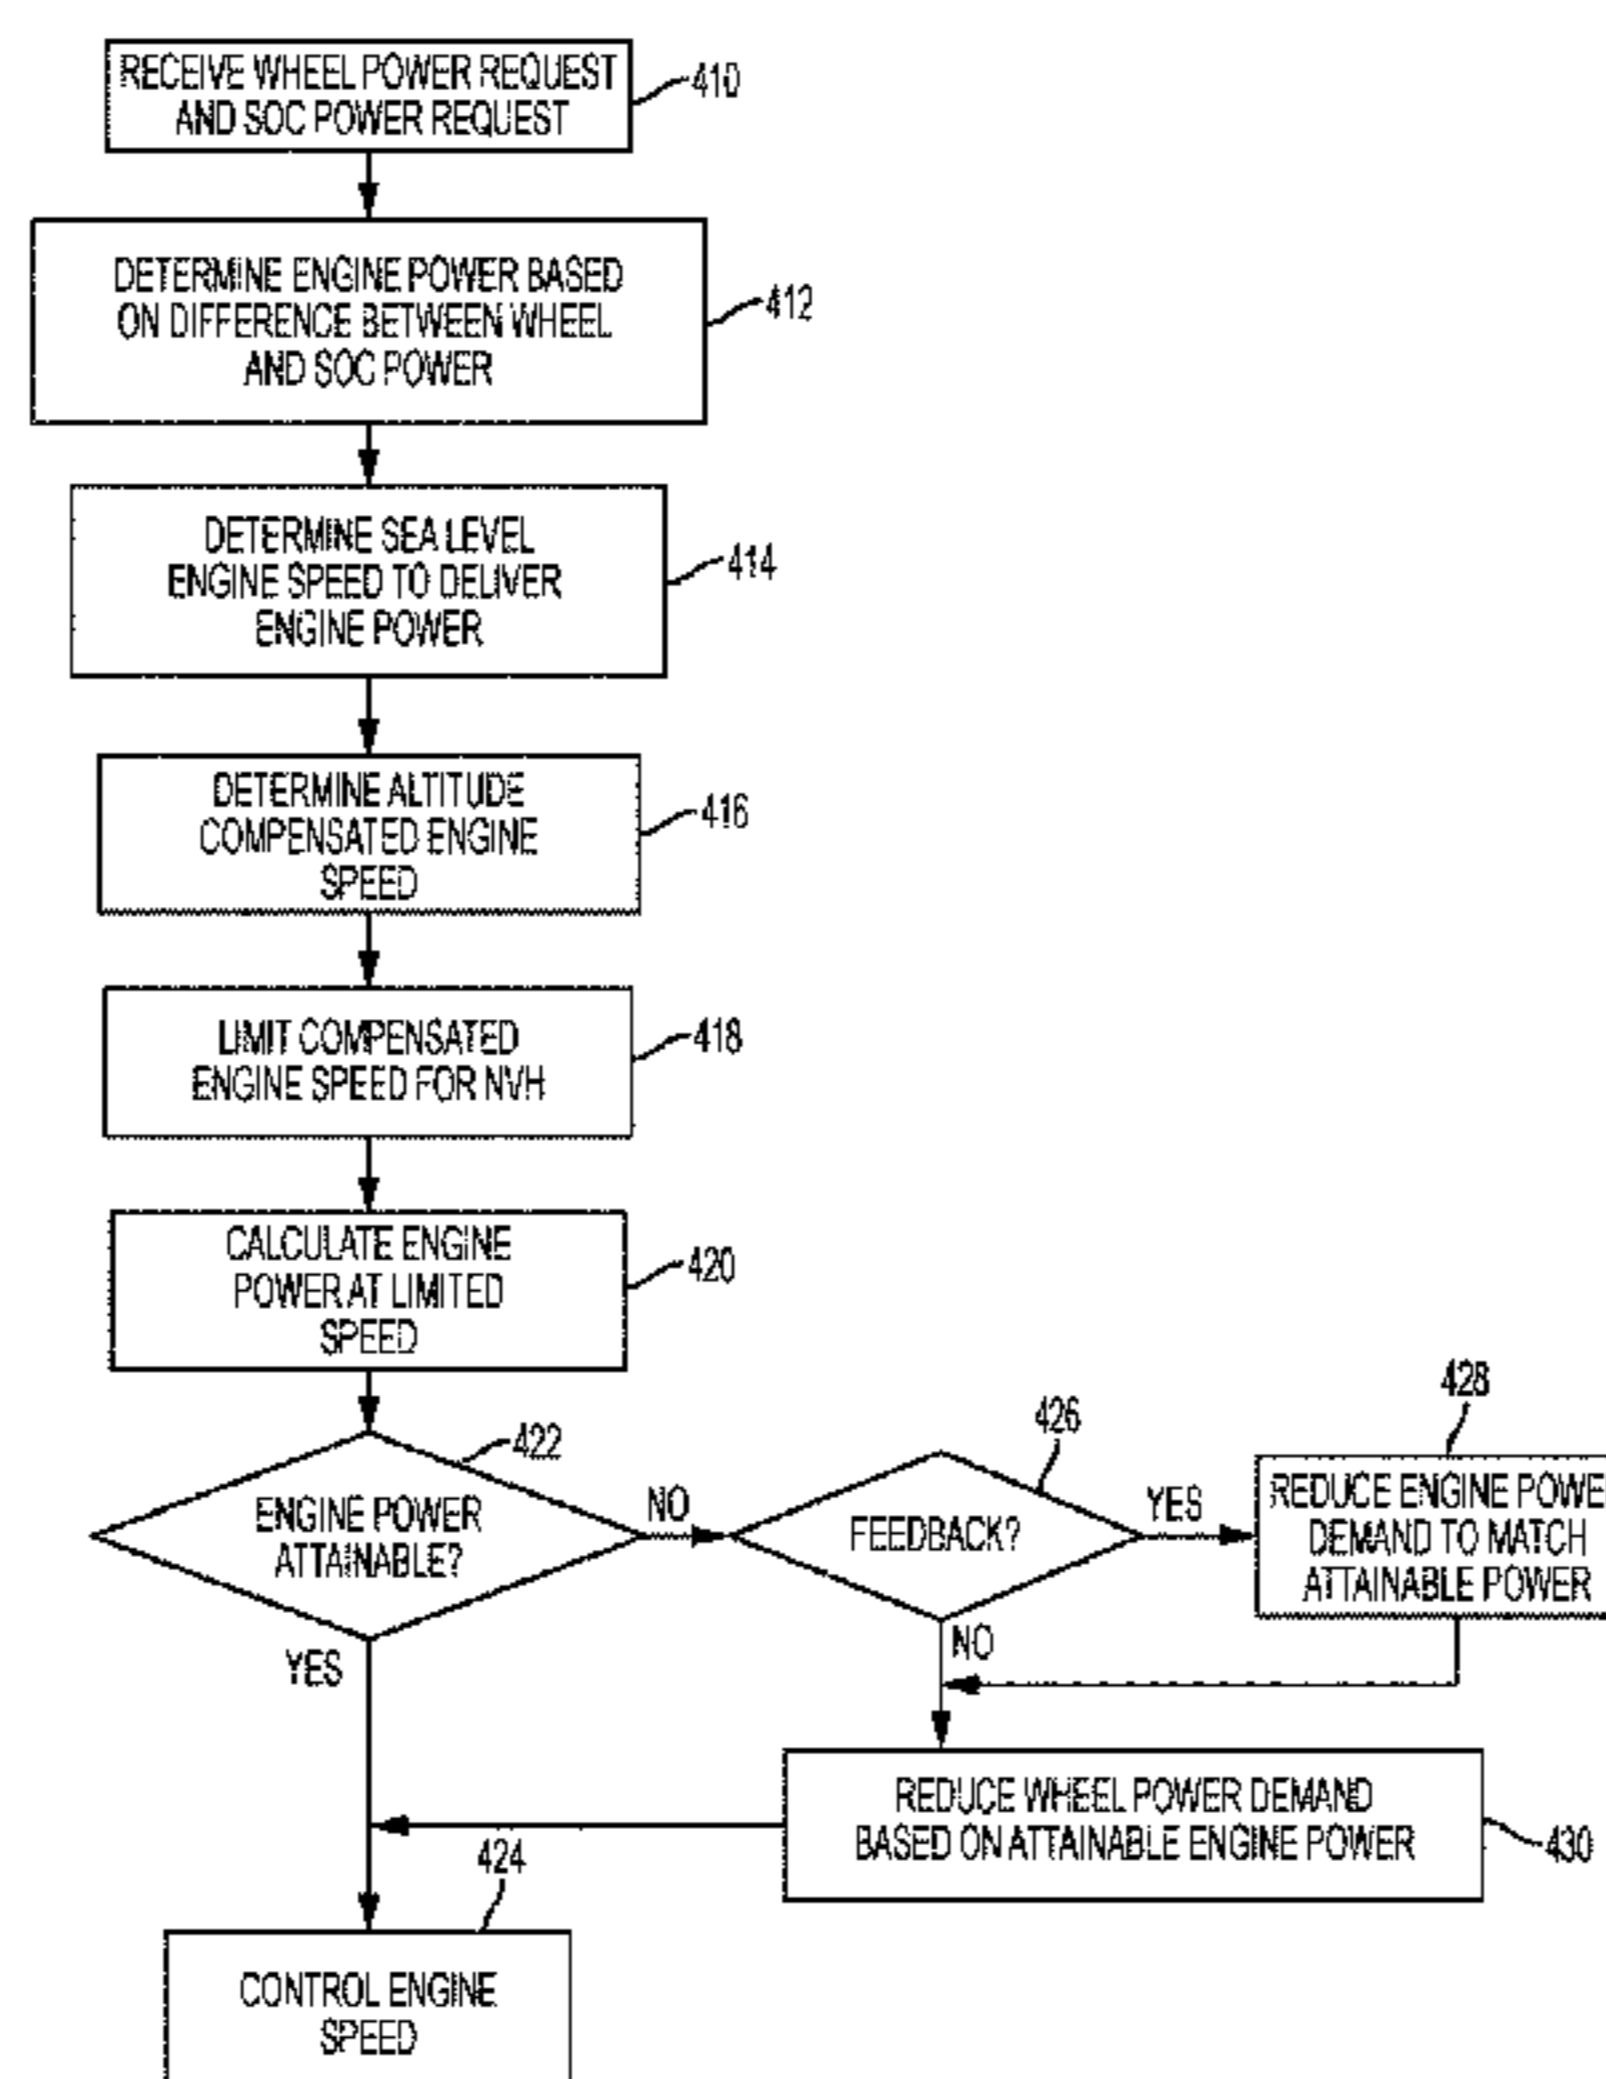 RECEIVE WHEEL POWER REQUEST
AND SOC POWER REQUEST
410
DETERMINE ENGINE POWER BASED
ON DIFFERENCE BETWEEN WHEEL
AND SOC POWER
412
DETERMINE SEA LEVEL
ENGINE SPEED TO DELIVER
ENGINE POWER
414
DETERMINE ALTITUDE
COMPENSATED ENGINE
SPEED
416
LIMIT COMPENSATED
ENGINE SPEED FOR NVH
418
CALCULATE ENGINE
POWER AT LIMITED
SPEED
420
ENGINE POWER
ATTAINABLE?
422
NO
YES
FEEDBACK?
426
YES
NO
428
REDUCE ENGINE POWE
DEMAND TO MATCH
ATTAINABLE POWER
REDUCE WHEEL POWER DEMAND
BASED ON ATTAINABLE ENGINE POWER
430
424
CONTROL ENGINE
SPEED